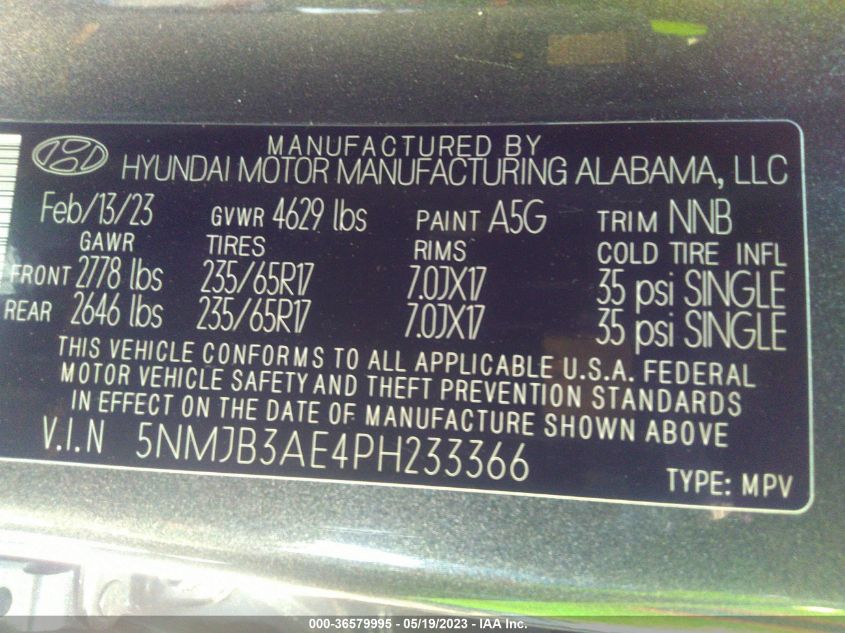 MANUFACTURED BY
HYUNDAI MOTOR MANUFACTURING ALABAMA, LLC
Feb/13/23 GVWR 4629 lbs PAINT A5G TRIM NNB
GAWR TIRES RIMS COLD TIRE INFL
FRONT 2778 lbs 235/65R17 7.0JX17 35 psi SINGLE
REAR 2646 lbs 235/65R17 7.0JX17 35 psi SINGLE
THIS VEHICLE CONFORMS TO ALL APPLICABLE U.S.A. FEDERAL
MOTOR VEHICLE SAFETY AND THEFT PREVENTION STANDARDS
IN EFFECT ON THE DATE OF MANUFACTURE SHOWN ABOVE
V.I.N 5NMJB3AE4PH233366
TYPE: MPV
000-36579995 — 05/19/2023 — IAA Inc.